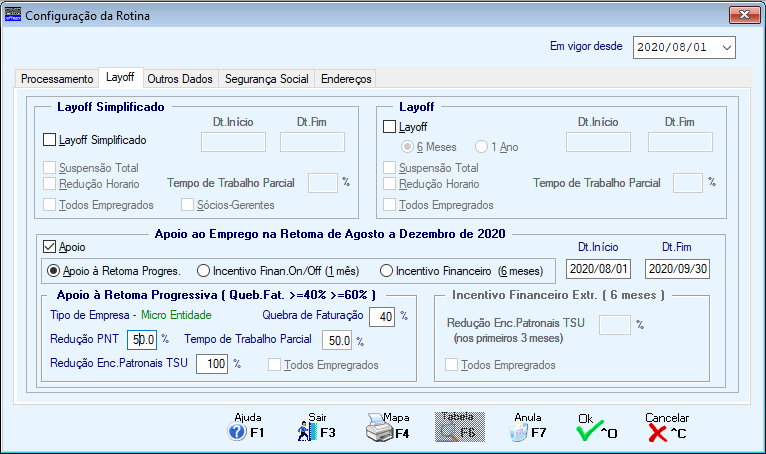 Configuração da Rotina
Em vigor desde 2020/08/01
Processamento Layoff Outros Dados Segurança Social Endereços
Layoff Simplificado
Dt.Início Dt.Fim
Layoff Simplificado
Suspensão Total
Redução Horario Tempo de Trabalho Parcial %
Todos Empregrados Sócios-Gerentes
Layoff
Dt.Início Dt.Fim
Layoff
6 Meses 1 Ano
Suspensão Total
Redução Horario Tempo de Trabalho Parcial %
Todos Empregrados
Apoio ao Emprego na Retoma de Agosto a Dezembro de 2020
Apoio
Dt.Início Dt.Fim
Apoio à Retoma Progres. Incentivo Finan.On/Off (1 mês) Incentivo Financeiro (6 meses) 2020/08/01 2020/09/30
Apoio à Retoma Progressiva ( Queb.Fat. >=40% >=60% )
Tipo de Empresa - Micro Entidade Quebra de Faturação 40 %
Redução PNT 50.0 % Tempo de Trabalho Parcial 50.0 %
Redução Enc.Patronais TSU 100 % Todos Empregrados
Incentivo Financeiro Extr. ( 6 meses )
Redução Enc.Patronais TSU %
(nos primeiros 3 meses)
Todos Empregrados
Ajuda F1
Sair F3
Mapa F4
Tabela F6
Anula F7
Ok ^O
Cancelar ^C